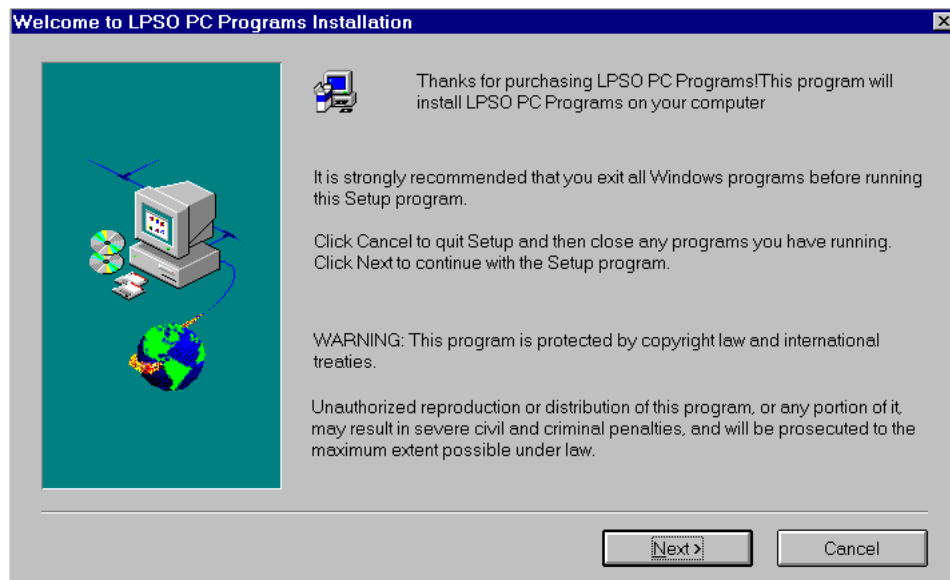 Welcome to LPSO PC Programs Installation
Thanks for purchasing LPSO PC Programs!This program will
install LPSO PC Programs on your computer
It is strongly recommended that you exit all Windows programs before running
this Setup program.
Click Cancel to quit Setup and then close any programs you have running.
Click Next to continue with the Setup program.
WARNING: This program is protected by copyright law and international
treaties.
Unauthorized reproduction or distribution of this program, or any portion of it,
may result in severe civil and criminal penalties, and will be prosecuted to the
maximum extent possible under law.
Next >
Cancel